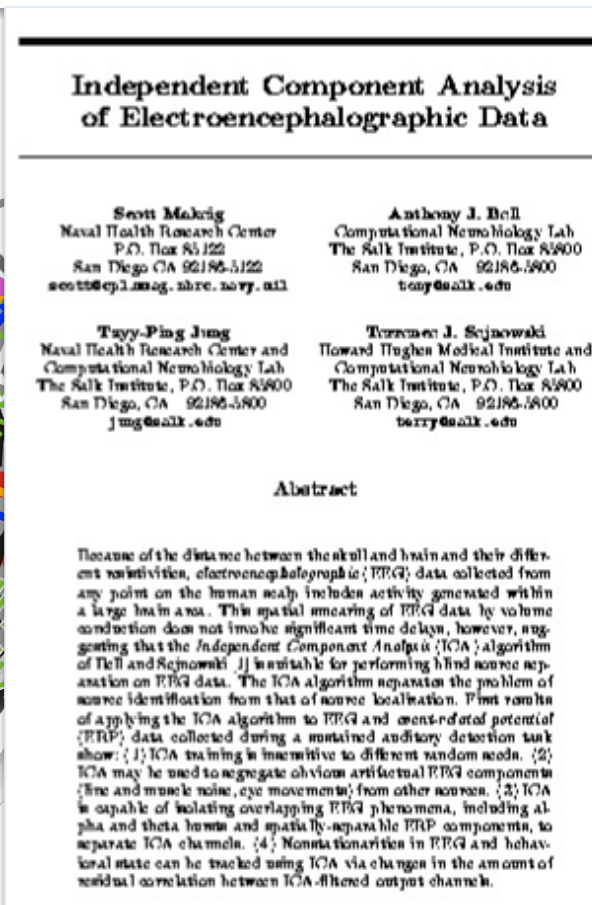 Independent Component Analysis
of Electroencephalographic Data
Scott Makeig
Naval Health Research Center
P.O. Box 85122
San Diego CA 92186-5122
scott@cpl.mmag.nhrc.navy.mil
Anthony J. Bell
Computational Neurobiology Lab
The Salk Institute, P.O. Box 85800
San Diego, CA 92186-5800
tony@salk.edu
Tzyy-Ping Jung
Naval Health Research Center and
Computational Neurobiology Lab
The Salk Institute, P.O. Box 85800
San Diego, CA 92186-5800
jung@salk.edu
Terrence J. Sejnowski
Howard Hughes Medical Institute and
Computational Neurobiology Lab
The Salk Institute, P.O. Box 85800
San Diego, CA 92186-5800
terry@salk.edu
Abstract
Because of the distance between the skull and brain and their differ-
ent resistivities, electroencephalographic (EEG) data collected from
any point on the human scalp includes activity generated within
a large brain area. This spatial smearing of EEG data by volume
conduction does not involve significant time delays, however, sug-
gesting that the Independent Component Analysis (ICA) algorithm
of Bell and Sejnowski [1] is suitable for performing blind source sep-
aration on EEG data. The ICA algorithm separates the problem of
source identification from that of source localization. First results
of applying the ICA algorithm to EEG and event-related potential
(ERP) data collected during a sustained auditory detection task
show: (1) ICA training is insensitive to different random seeds. (2)
ICA may be used to segregate obvious artifactual EEG components
(line and muscle noise, eye movements) from other sources. (3) ICA
is capable of isolating overlapping EEG phenomena, including al-
pha and theta bursts and spatially-separable ERP components, to
separate ICA channels. (4) Nonstationarities in EEG and behav-
ioral state can be tracked using ICA via changes in the amount of
residual correlation between ICA-filtered output channels.